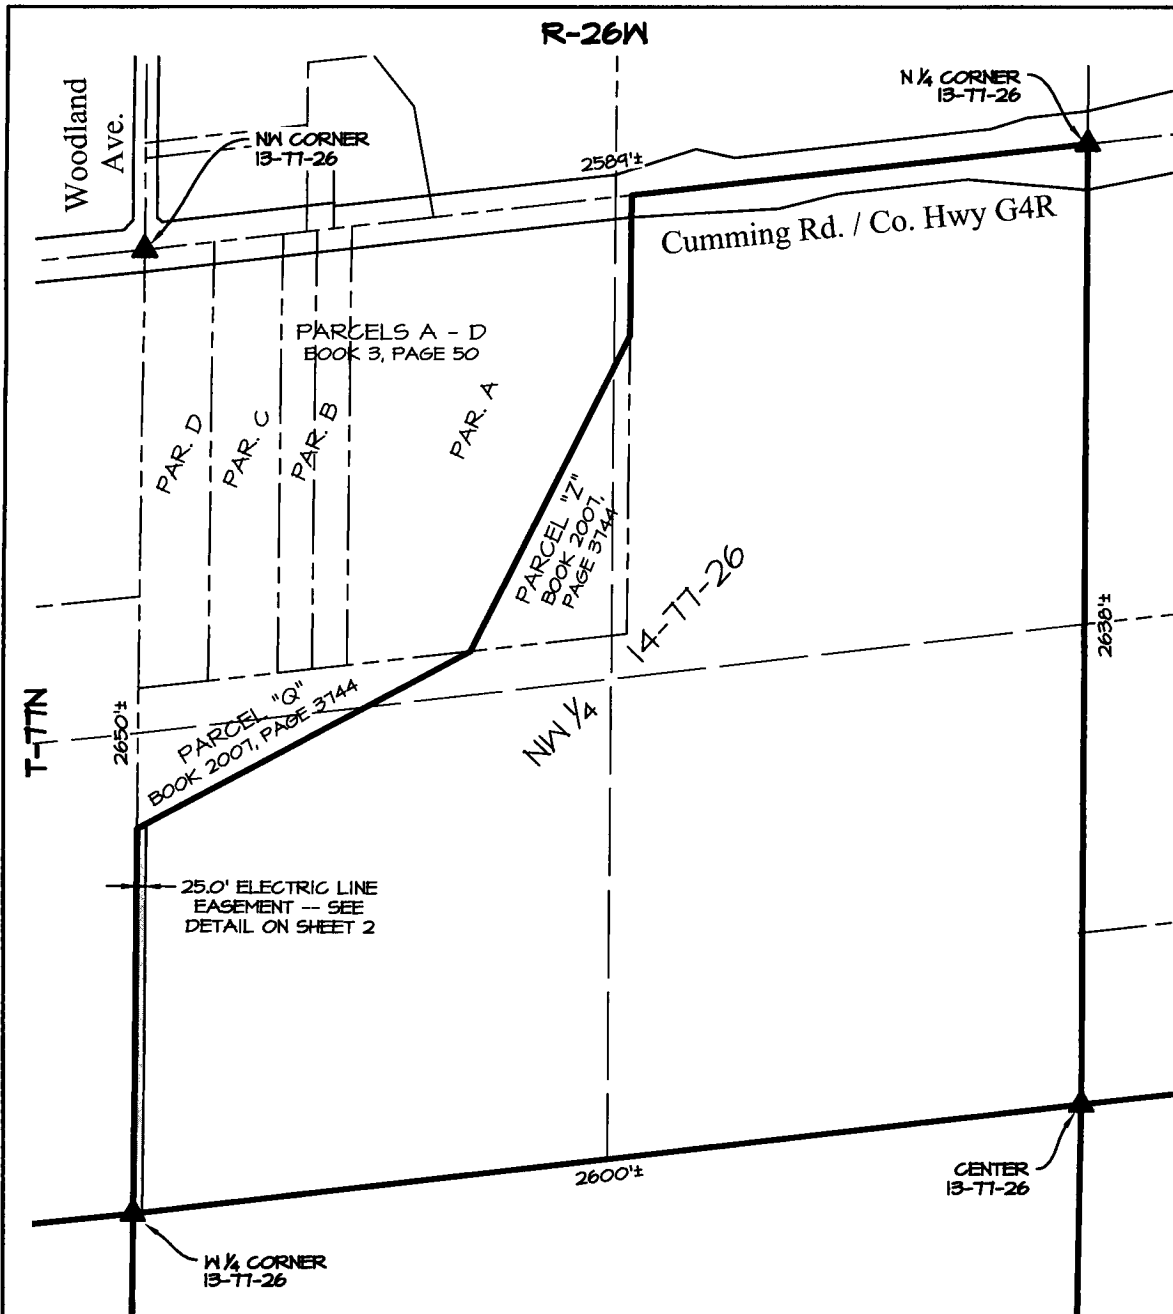 R-26W
N 1/4 CORNER
13-77-26
Woodland
Ave.
NW CORNER
13-77-26
2589'±
Cumming Rd. / Co. Hwy G4R
PARCELS A - D
BOOK 3, PAGE 50
PAR. D
PAR. C
PAR. B
PAR. A
PARCEL "Z"
BOOK 2007,
PAGE 3744
14-77-26
NW 1/4
2638'±
T-77N
2650'±
PARCEL "Q"
BOOK 2007, PAGE 3744
25.0' ELECTRIC LINE
EASEMENT -- SEE
DETAIL ON SHEET 2
2600'±
CENTER
13-77-26
W 1/4 CORNER
13-77-26